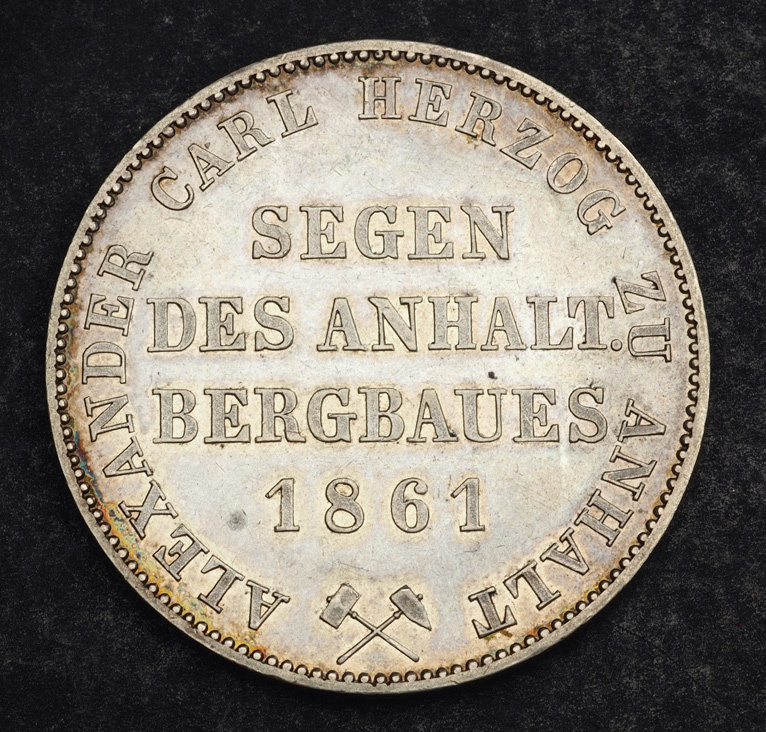 ALEXANDER CARL HERZOG ZU ANHALT
SEGEN
DES ANHALT.
BERGBAUES
1861